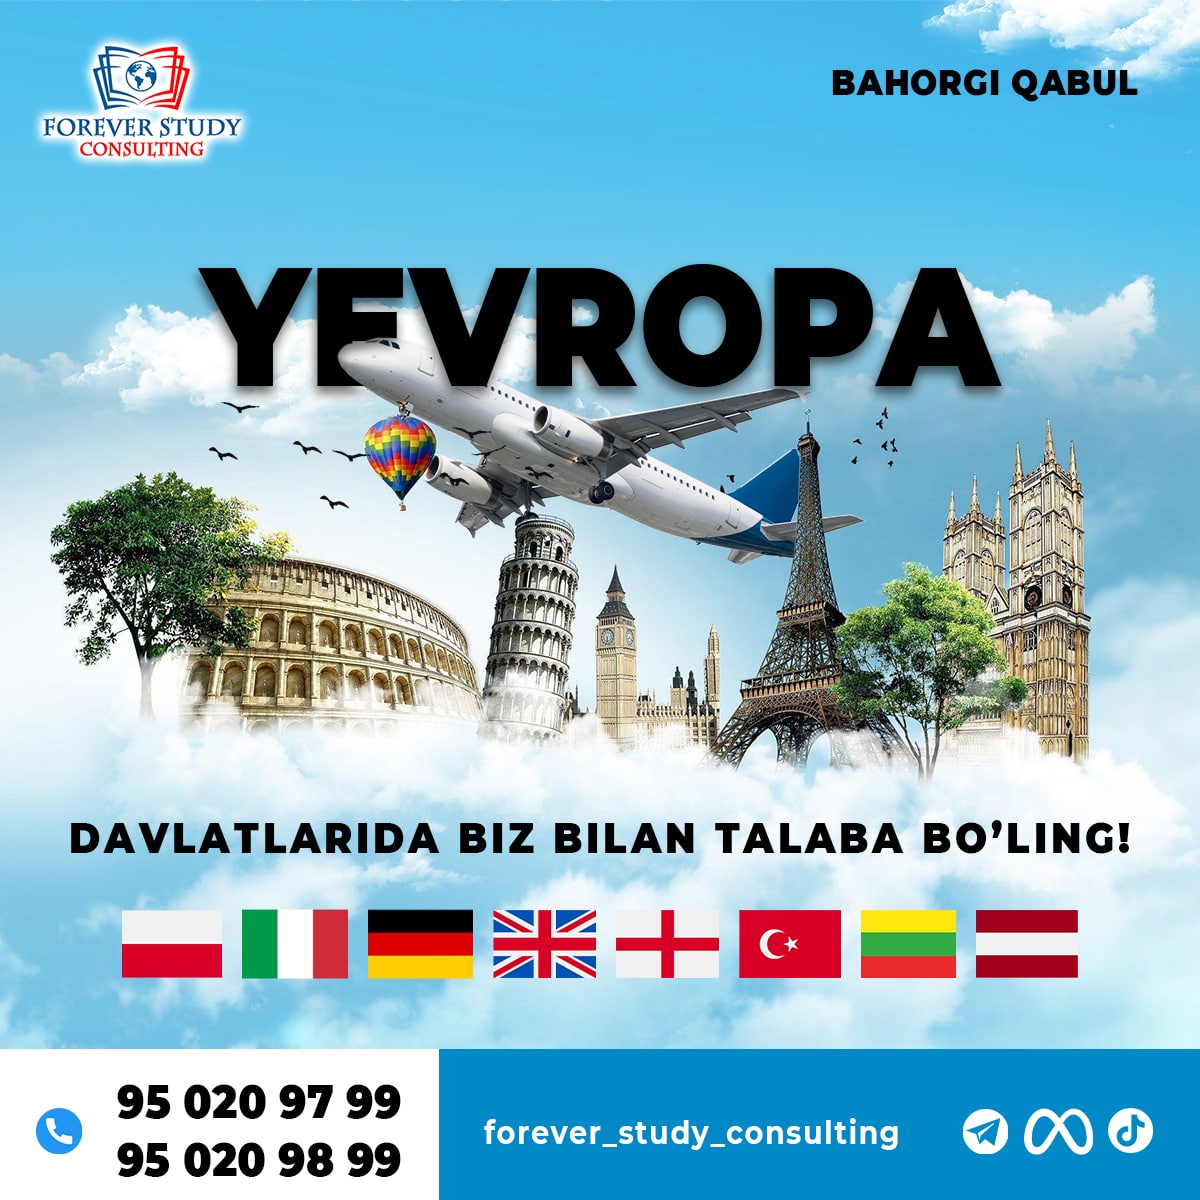 FOREVER STUDY
CONSULTING
BAHORGI QABUL
YEVROPA
DAVLATLARIDA BIZ BILAN TALABA BO’LING!
95 020 97 99
95 020 98 99
forever_study_consulting